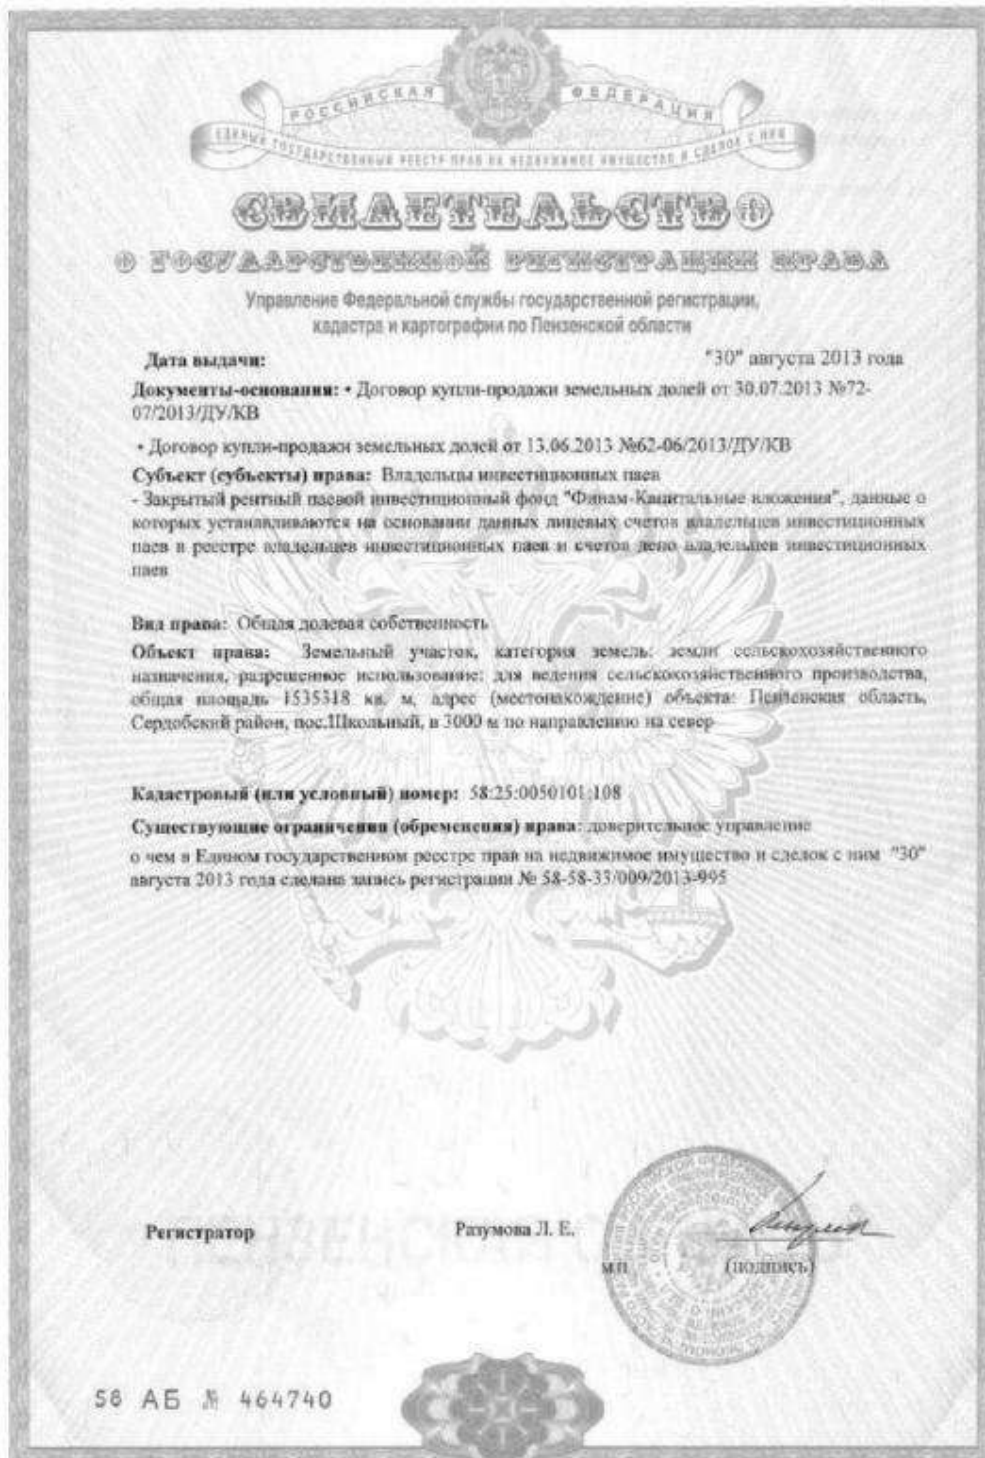 РОССИЙСКАЯ ФЕДЕРАЦИЯ
ЕДИНЫЙ ГОСУДАРСТВЕННЫЙ РЕЕСТР ПРАВ НА НЕДВИЖИМОЕ ИМУЩЕСТВО И СДЕЛОК С НИМ
СВИДЕТЕЛЬСТВО
О ГОСУДАРСТВЕННОЙ РЕГИСТРАЦИИ ПРАВА
Управление Федеральной службы государственной регистрации,
кадастра и картографии по Пензенской области
Дата выдачи: "30" августа 2013 года
Документы-основания: • Договор купли-продажи земельных долей от 30.07.2013 №72-
07/2013/ДУ/КВ
• Договор купли-продажи земельных долей от 13.06.2013 №62-06/2013/ДУ/КВ
Субъект (субъекты) права: Владельцы инвестиционных паев
- Закрытый рентный паевой инвестиционный фонд "Финам-Капитальные вложения", данные о
которых устанавливаются на основании данных лицевых счетов владельцев инвестиционных
паев в реестре владельцев инвестиционных паев и счетов депо владельцев инвестиционных
паев
Вид права: Общая долевая собственность
Объект права: Земельный участок, категория земель: земли сельскохозяйственного
назначения, разрешенное использование: для ведения сельскохозяйственного производства,
общая площадь 1535318 кв. м, адрес (местонахождение) объекта: Пензенская область,
Сердобский район, пос.Школьный, в 3000 м по направлению на север
Кадастровый (или условный) номер: 58:25:0050101:108
Существующие ограничения (обременения) права: доверительное управление
о чем в Едином государственном реестре прав на недвижимое имущество и сделок с ним "30"
августа 2013 года сделана запись регистрации № 58-58-33/009/2013-995
Регистратор Разумова Л. Е.
м.п. (подпись)
58 АБ № 464740